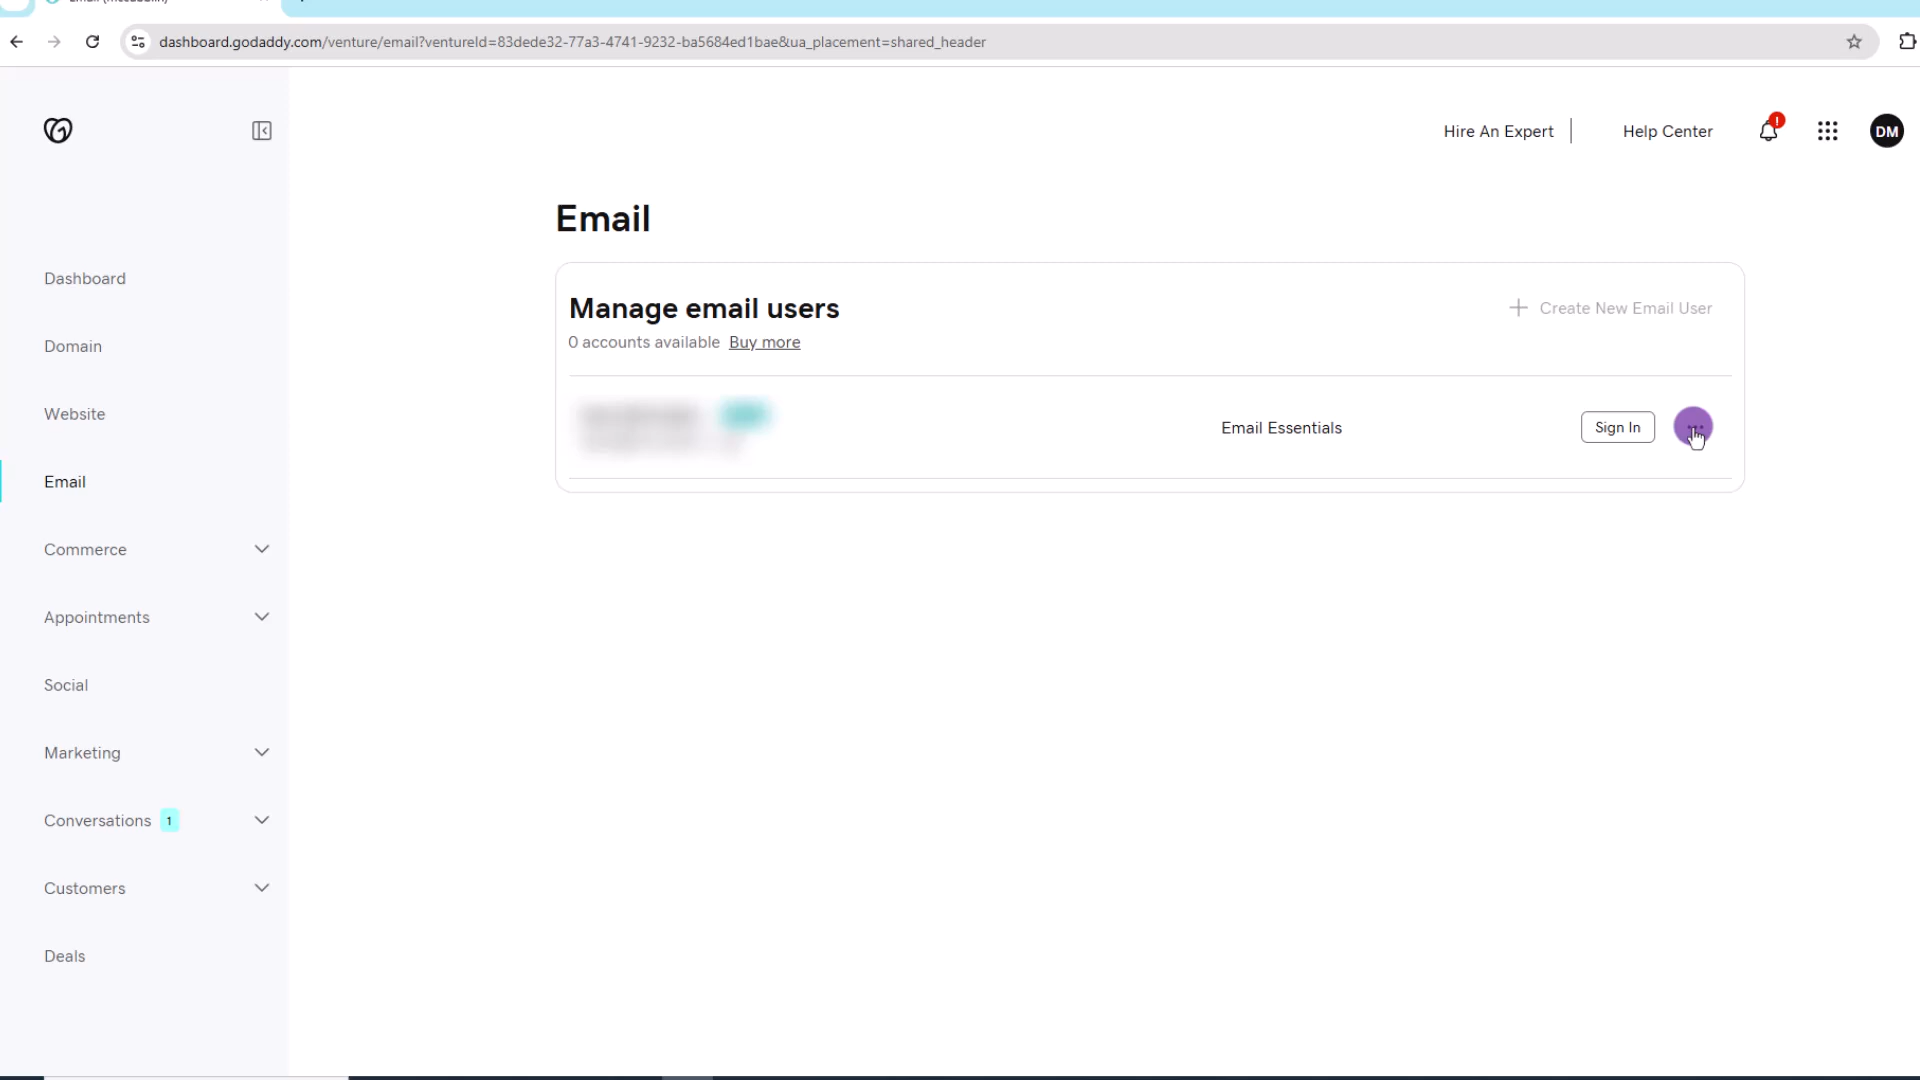 dashboard.godaddy.com/venture/email?ventureId=83dede32-77a3-4741-9232-ba5684ed1bae&ua_placement=shared_header
Hire An Expert
Help Center
!
DM
Email
Manage email users
Create New Email User
0 accounts available Buy more
Email Essentials
Sign In
Dashboard
Domain
Website
Email
Commerce
Appointments
Social
Marketing
Conversations 1
Customers
Deals